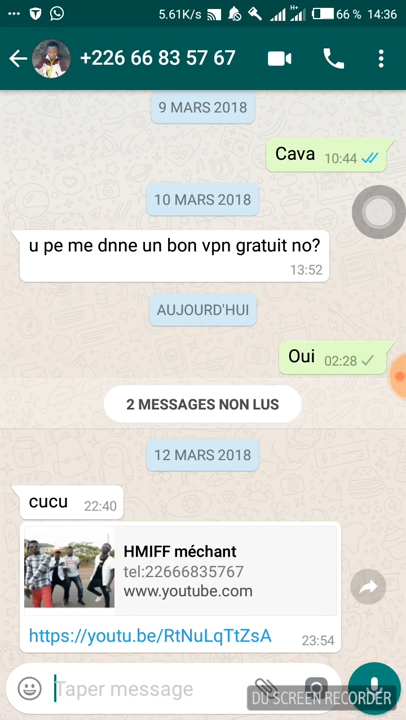 5.61K/s H+ 66 % 14:36
+226 66 83 57 67
9 MARS 2018
Cava 10:44
10 MARS 2018
u pe me dnne un bon vpn gratuit no?
13:52
AUJOURD'HUI
Oui 02:28
2 MESSAGES NON LUS
12 MARS 2018
cucu 22:40
HMIFF méchant
tel:22666835767
www.youtube.com
https://youtu.be/RtNuLqTtZsA 23:54
Taper message
DU SCREEN RECORDER